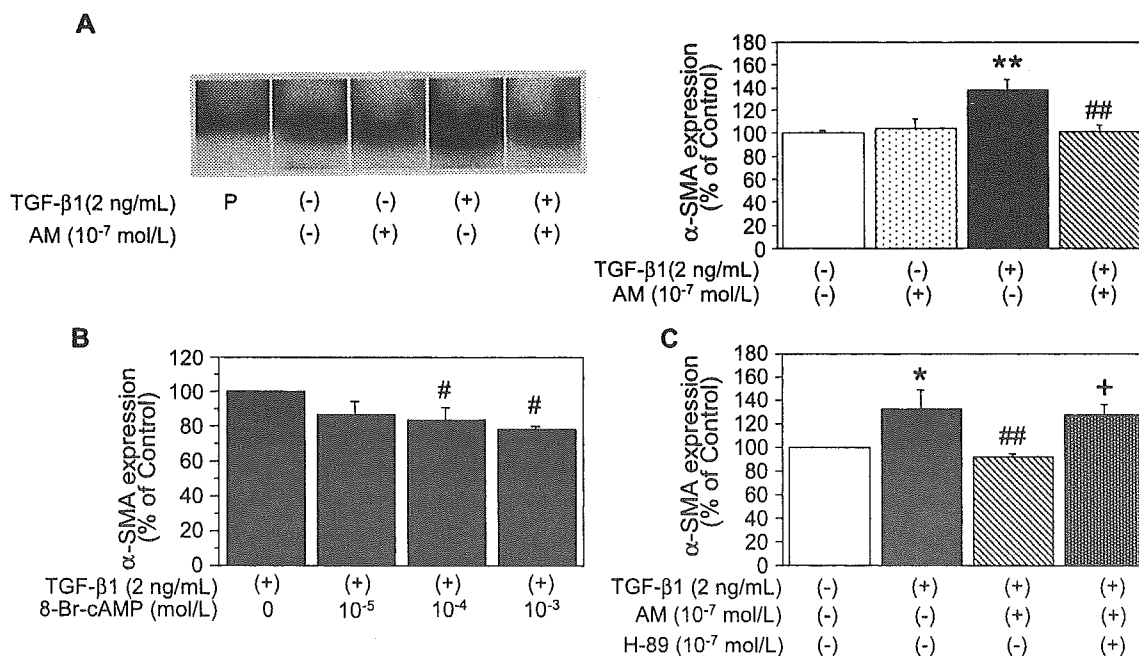 A
TGF-β1(2 ng/mL) P (-) (-) (+) (+)
AM (10-7 mol/L) (-) (+) (-) (+)
α-SMA expression
(% of Control)
180
160
140
120
100
80
60
40
20
0
**
##
TGF-β1(2 ng/mL) (-) (-) (+) (+)
AM (10-7 mol/L) (-) (+) (-) (+)
B
α-SMA expression
(% of Control)
120
100
80
60
40
20
0
# #
TGF-β1 (2 ng/mL) (+) (+) (+) (+)
8-Br-cAMP (mol/L) 0 10-5 10-4 10-3
C
α-SMA expression
(% of Control)
180
160
140
120
100
80
60
40
20
0
*
##
+
TGF-β1 (2 ng/mL) (-) (+) (+) (+)
AM (10-7 mol/L) (-) (-) (+) (+)
H-89 (10-7 mol/L) (-) (-) (-) (+)